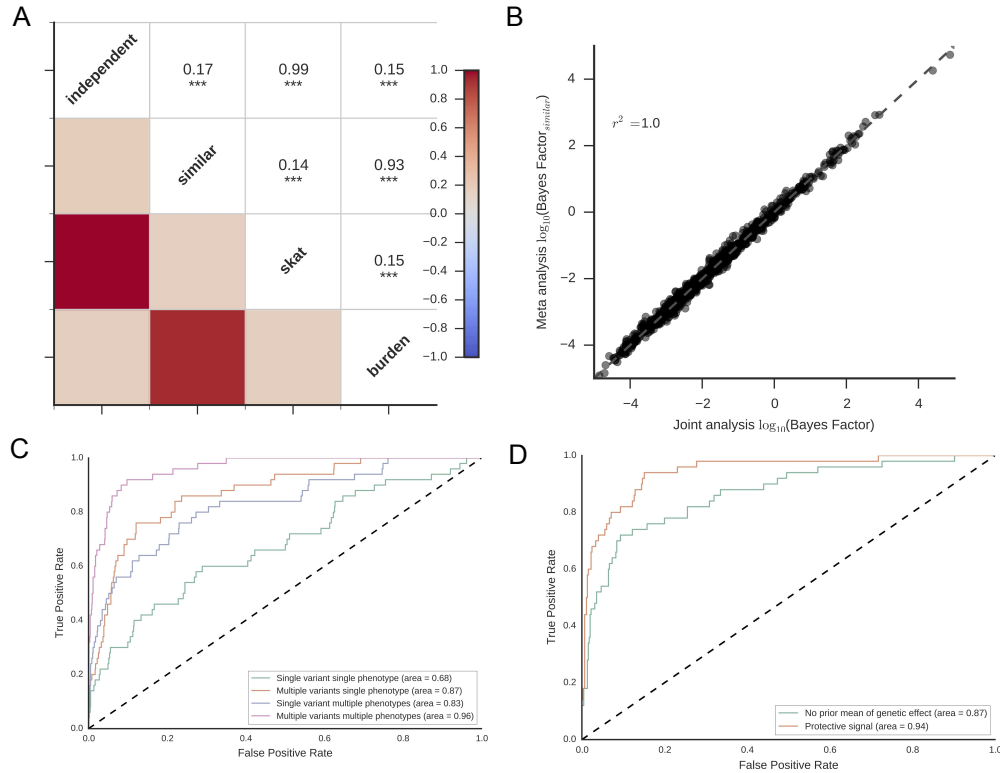 A
independent
0.17
***
0.99
***
0.15
***
similar
0.14
***
0.93
***
skat
0.15
***
burden
1.0
0.8
0.6
0.4
0.2
0.0
−0.2
−0.4
−0.6
−0.8
−1.0
B
Meta analysis log10(Bayes Factorsimilar)
4
2
0
−2
−4
r2 =1.0
−4 −2 0 2 4
Joint analysis log10(Bayes Factor)
C
True Positive Rate
1.0
0.8
0.6
0.4
0.2
0.0
Single variant single phenotype (area = 0.68)
Multiple variants single phenotype (area = 0.87)
Single variant multiple phenotypes (area = 0.83)
Multiple variants multiple phenotypes (area = 0.96)
0.0 0.2 0.4 0.6 0.8 1.0
False Positive Rate
D
True Positive Rate
1.0
0.8
0.6
0.4
0.2
0.0
No prior mean of genetic effect (area = 0.87)
Protective signal (area = 0.94)
0.0 0.2 0.4 0.6 0.8 1.0
False Positive Rate